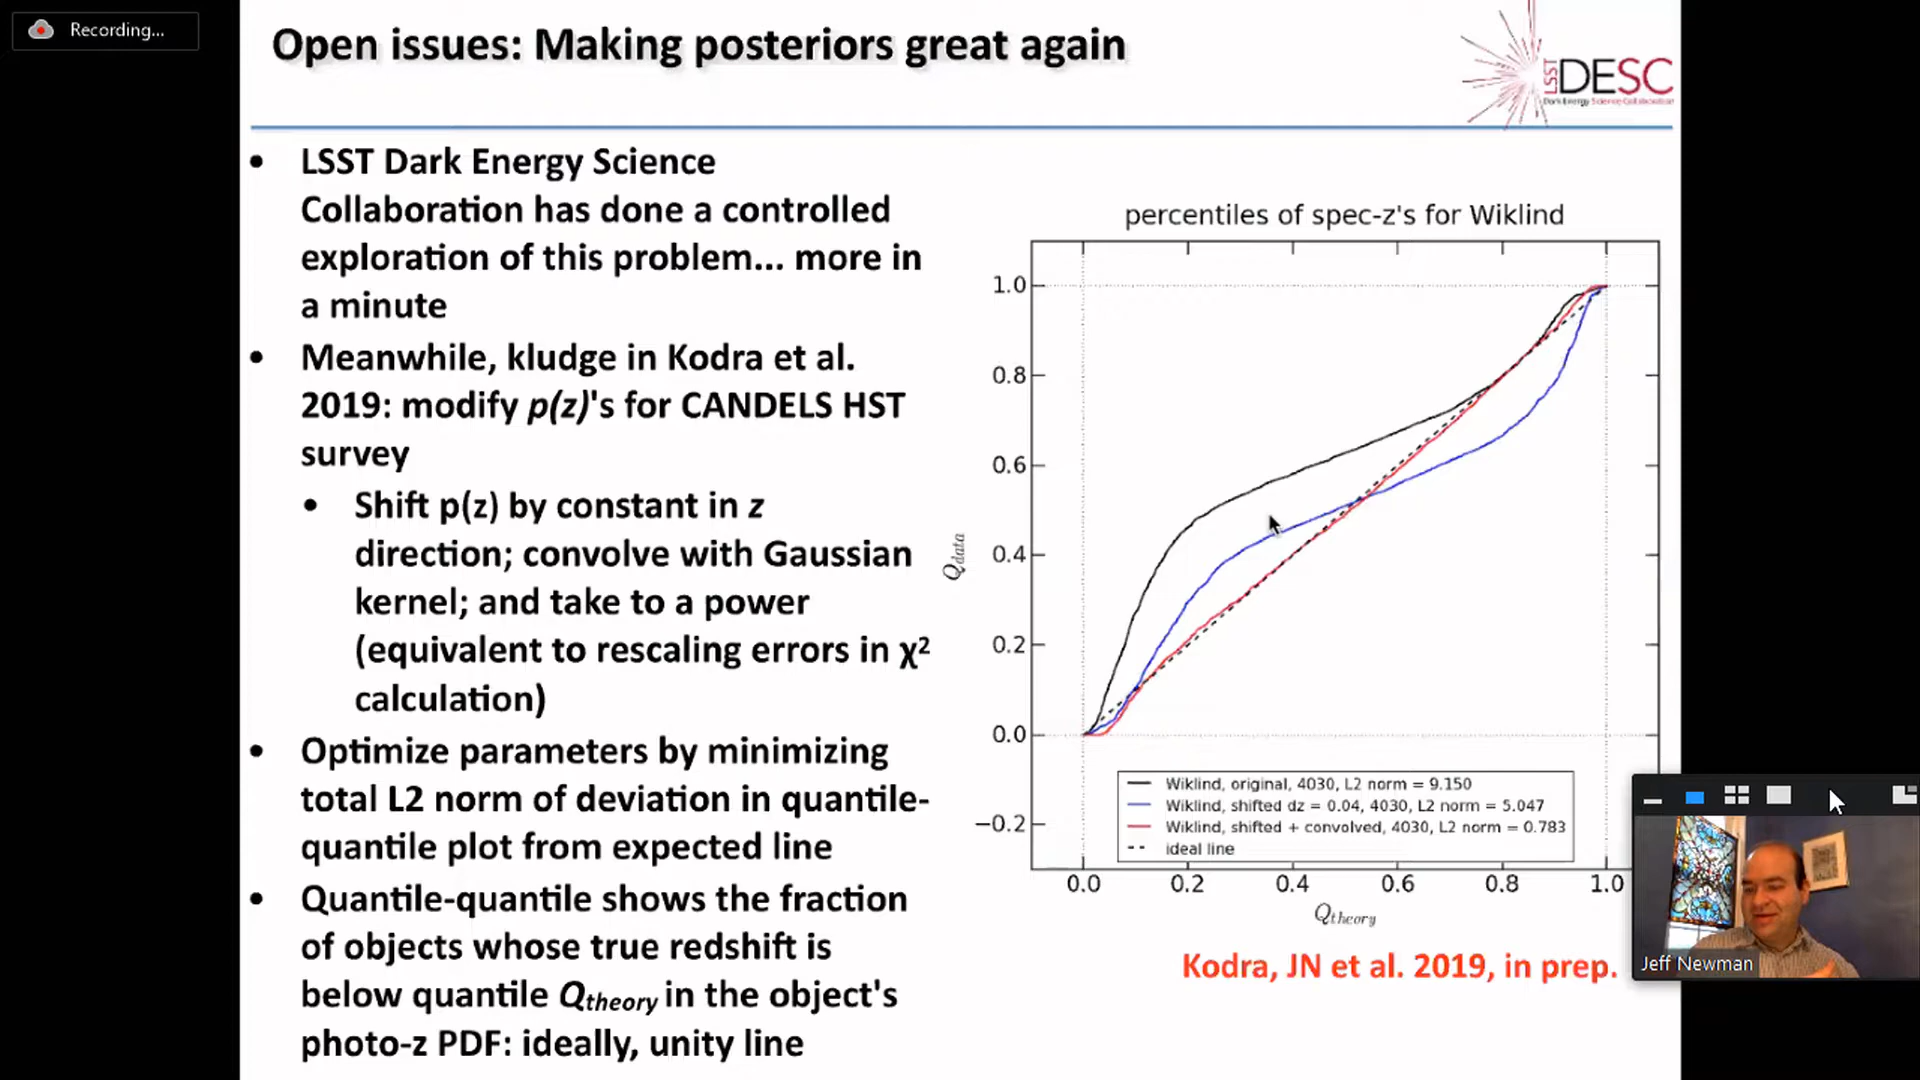 Recording...
Open issues: Making posteriors great again
LSST DESC
Dark Energy Science Collaboration
• LSST Dark Energy Science
Collaboration has done a controlled
exploration of this problem... more in
a minute
• Meanwhile, kludge in Kodra et al.
2019: modify p(z)'s for CANDELS HST
survey
• Shift p(z) by constant in z
direction; convolve with Gaussian
kernel; and take to a power
(equivalent to rescaling errors in χ²
calculation)
• Optimize parameters by minimizing
total L2 norm of deviation in quantile-
quantile plot from expected line
• Quantile-quantile shows the fraction
of objects whose true redshift is
below quantile Qtheory in the object's
photo-z PDF: ideally, unity line
percentiles of spec-z's for Wiklind
1.0
0.8
0.6
0.4
0.2
0.0
−0.2
Qdata
Wiklind, original, 4030, L2 norm = 9.150
Wiklind, shifted dz = 0.04, 4030, L2 norm = 5.047
Wiklind, shifted + convolved, 4030, L2 norm = 0.783
ideal line
0.0 0.2 0.4 0.6 0.8 1.0
Qtheory
Kodra, JN et al. 2019, in prep.
Jeff Newman